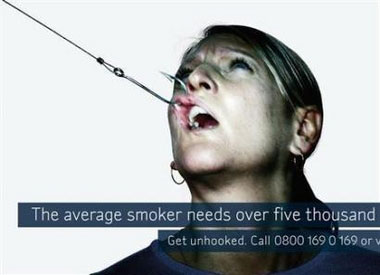 The average smoker needs over five thousand
Get unhooked. Call 0800 169 0 169 or v